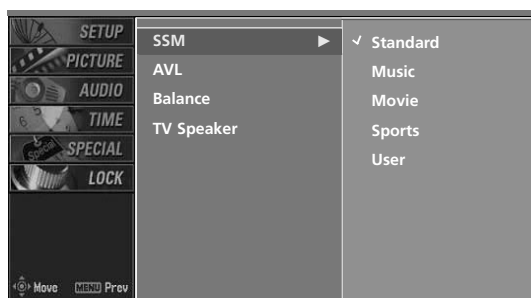 SETUP
PICTURE
AUDIO
TIME
SPECIAL
LOCK
Move MENU Prev
SSM ►
AVL
Balance
TV Speaker
✓ Standard
Music
Movie
Sports
User